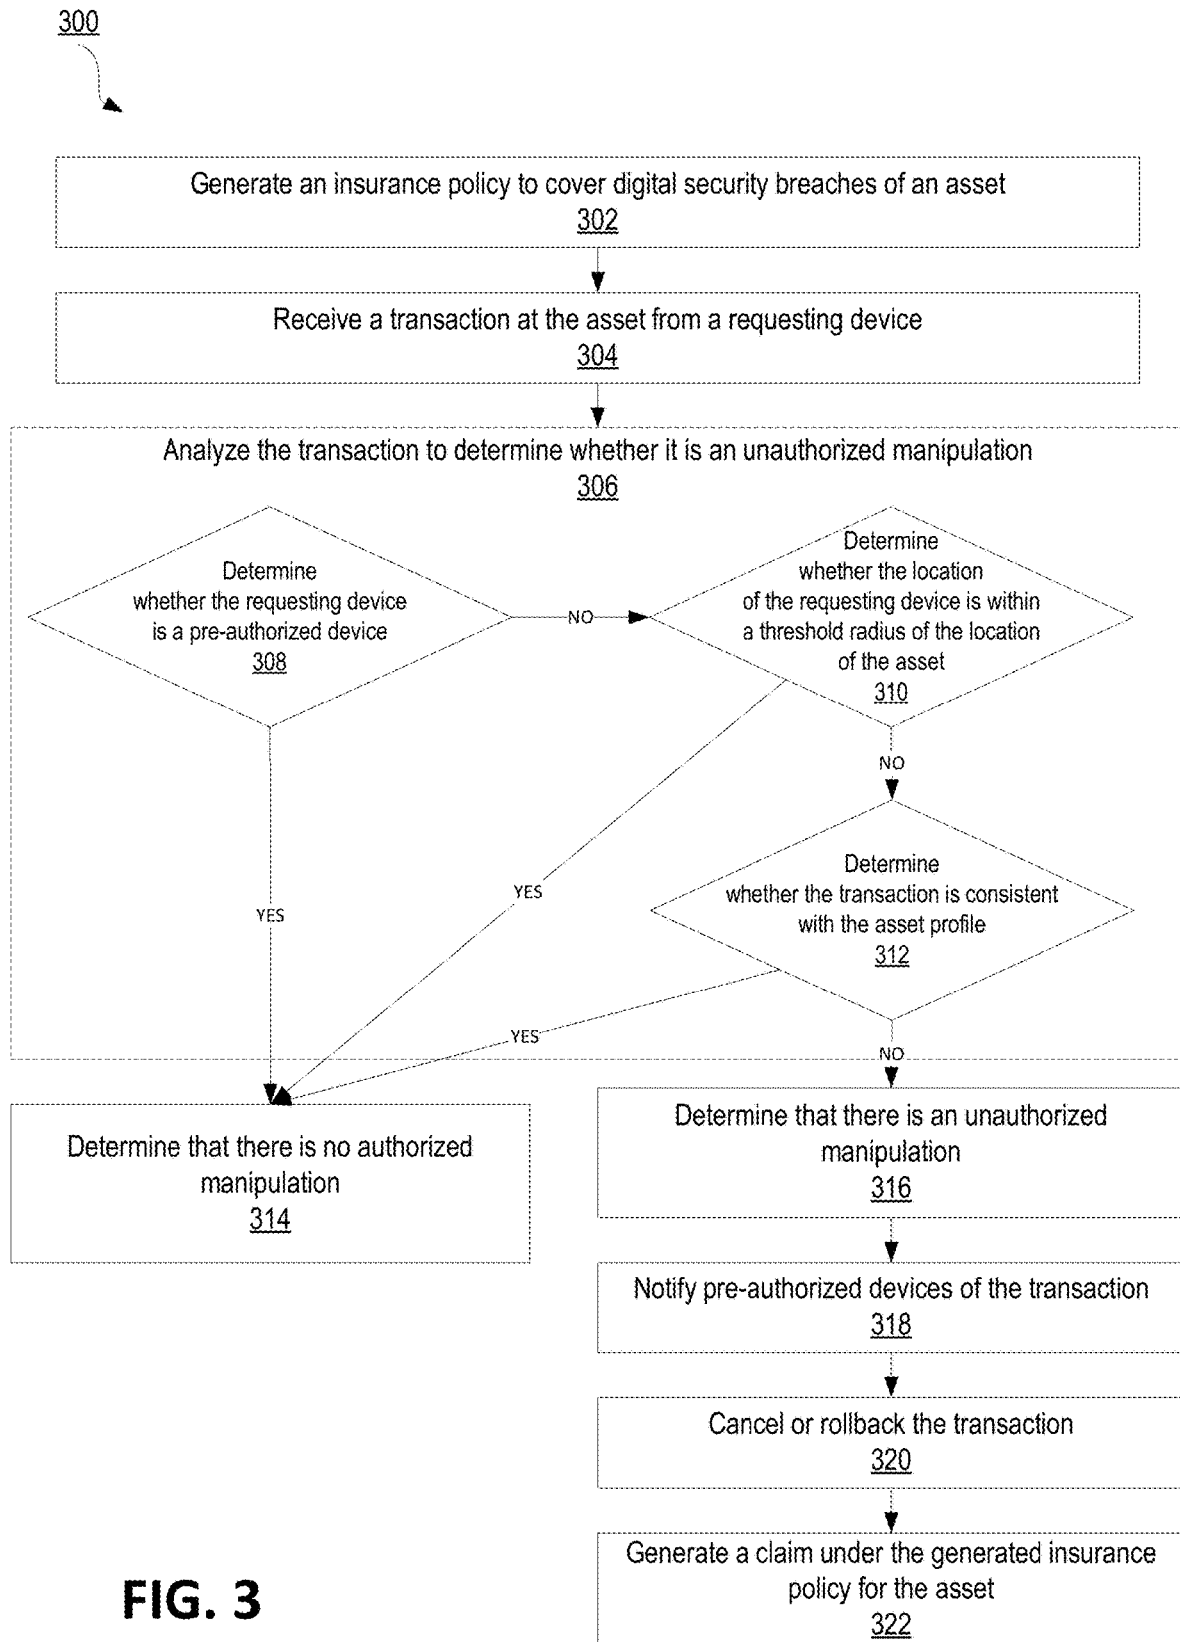 300
Generate an insurance policy to cover digital security breaches of an asset
302
Receive a transaction at the asset from a requesting device
304
Analyze the transaction to determine whether it is an unauthorized manipulation
306
Determine
whether the requesting device
is a pre-authorized device
308
NO
Determine
whether the location
of the requesting device is within
a threshold radius of the location
of the asset
310
NO
YES
YES
Determine
whether the transaction is consistent
with the asset profile
312
YES
NO
Determine that there is no authorized
manipulation
314
Determine that there is an unauthorized
manipulation
316
Notify pre-authorized devices of the transaction
318
Cancel or rollback the transaction
320
Generate a claim under the generated insurance
policy for the asset
322
FIG. 3